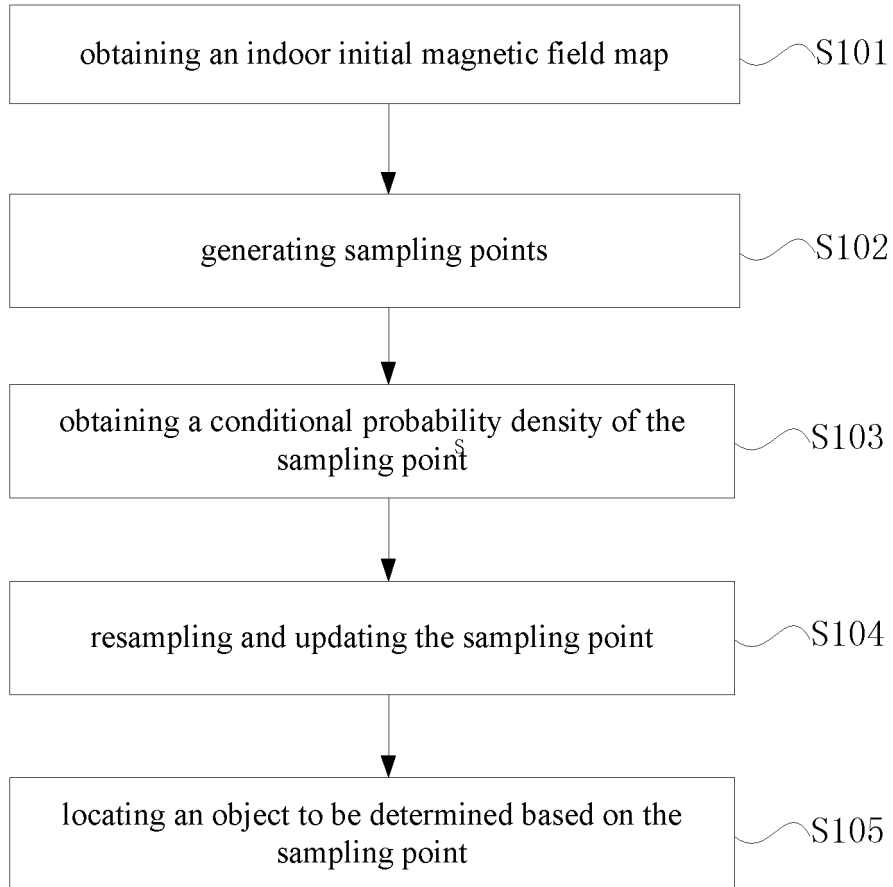 obtaining an indoor initial magnetic field map
S101
generating sampling points
S102
obtaining a conditional probability density of the
sampling points
S103
resampling and updating the sampling point
S104
locating an object to be determined based on the
sampling point
S105